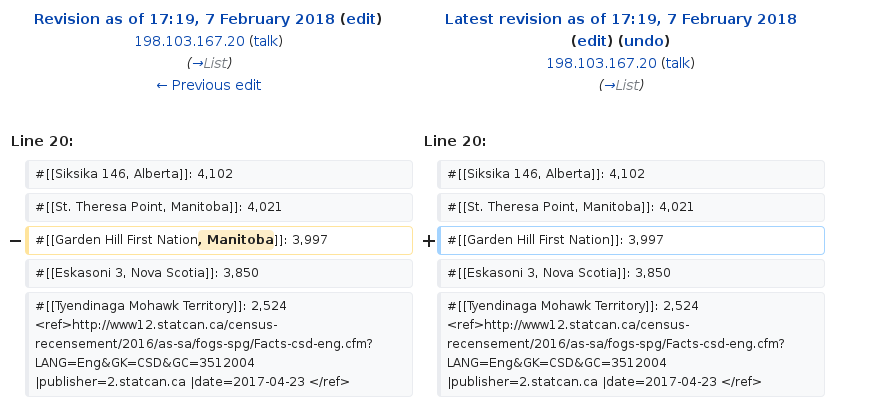 Revision as of 17:19, 7 February 2018 (edit)
198.103.167.20 (talk)
(→List)
← Previous edit
Latest revision as of 17:19, 7 February 2018
(edit) (undo)
198.103.167.20 (talk)
(→List)
Line 20:
Line 20:
#[[Siksika 146, Alberta]]: 4,102
#[[Siksika 146, Alberta]]: 4,102
#[[St. Theresa Point, Manitoba]]: 4,021
#[[St. Theresa Point, Manitoba]]: 4,021
− #[[Garden Hill First Nation, Manitoba]]: 3,997
+ #[[Garden Hill First Nation]]: 3,997
#[[Eskasoni 3, Nova Scotia]]: 3,850
#[[Eskasoni 3, Nova Scotia]]: 3,850
#[[Tyendinaga Mohawk Territory]]: 2,524
<ref>http://www12.statcan.ca/census-
recensement/2016/as-sa/fogs-spg/Facts-csd-eng.cfm?
LANG=Eng&GK=CSD&GC=3512004
|publisher=2.statcan.ca |date=2017-04-23 </ref>
#[[Tyendinaga Mohawk Territory]]: 2,524
<ref>http://www12.statcan.ca/census-
recensement/2016/as-sa/fogs-spg/Facts-csd-eng.cfm?
LANG=Eng&GK=CSD&GC=3512004
|publisher=2.statcan.ca |date=2017-04-23 </ref>